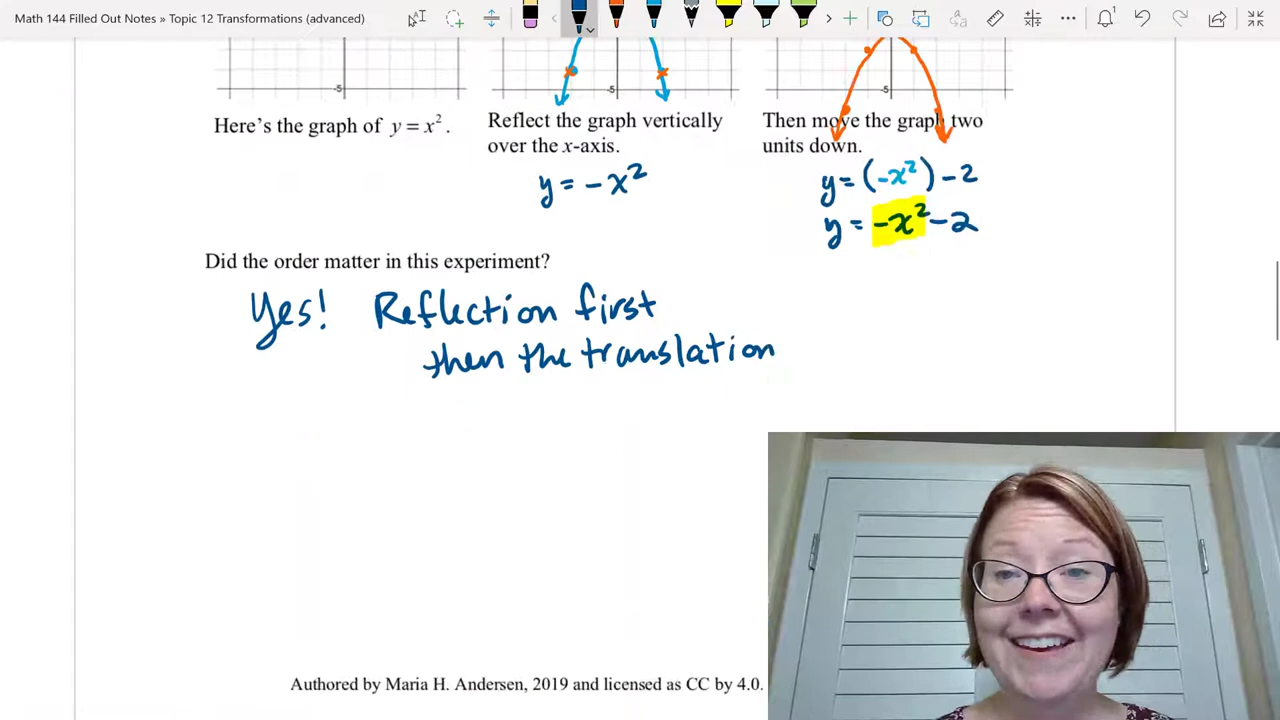 Math 144 Filled Out Notes » Topic 12 Transformations (advanced)
-5
-5
-5
Here's the graph of y = x².
Reflect the graph vertically
over the x-axis.
y = -x²
Then move the graph two
units down.
y = (-x²) - 2
y = -x² - 2
Did the order matter in this experiment?
Yes! Reflection first
then the translation
Authored by Maria H. Andersen, 2019 and licensed as CC by 4.0.